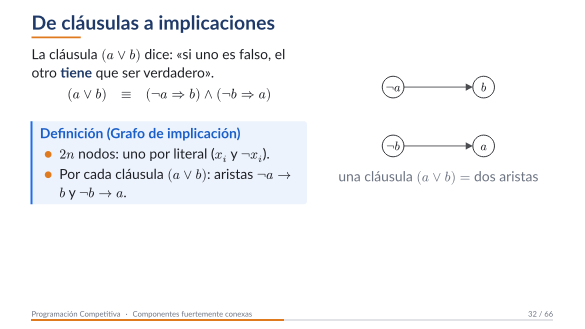 De cláusulas a implicaciones
La cláusula (a ∨ b) dice: «si uno es falso, el
otro tiene que ser verdadero».
(a ∨ b) ≡ (¬a ⇒ b) ∧ (¬b ⇒ a)
Definición (Grafo de implicación)
2n nodos: uno por literal (xᵢ y ¬xᵢ).
Por cada cláusula (a ∨ b): aristas ¬a →
b y ¬b → a.
¬a b
¬b a
una cláusula (a ∨ b) = dos aristas
Programación Competitiva · Componentes fuertemente conexas
32 / 66